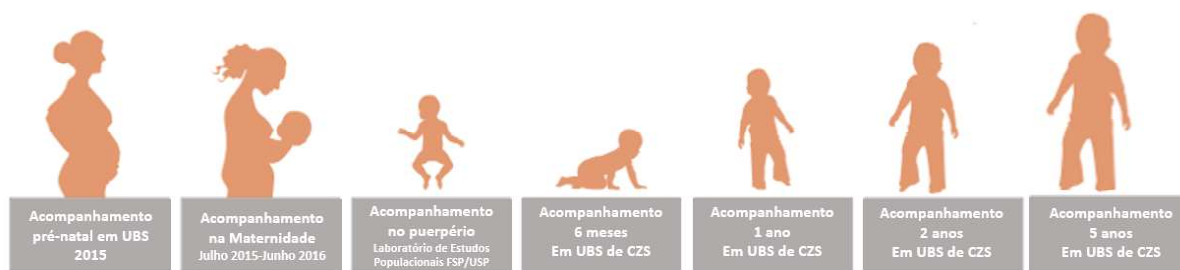 Acompanhamento
pré-natal em UBS
2015
Acompanhamento
na Maternidade
Julho 2015-Junho 2016
Acompanhamento
no puerpério
Laboratório de Estudos
Populacionais FSP/USP
Acompanhamento
6 meses
Em UBS de CZS
Acompanhamento
1 ano
Em UBS de CZS
Acompanhamento
2 anos
Em UBS de CZS
Acompanhamento
5 anos
Em UBS de CZS